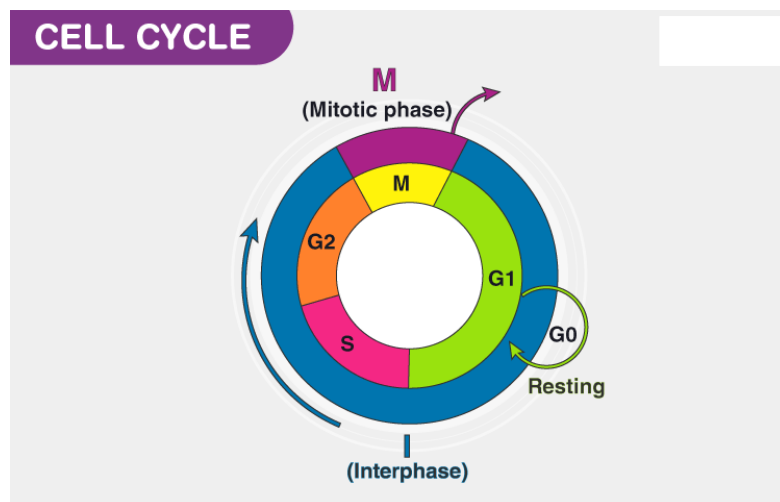 CELL CYCLE
M
(Mitotic phase)
M
G2
G1
S
G0
Resting
I
(Interphase)